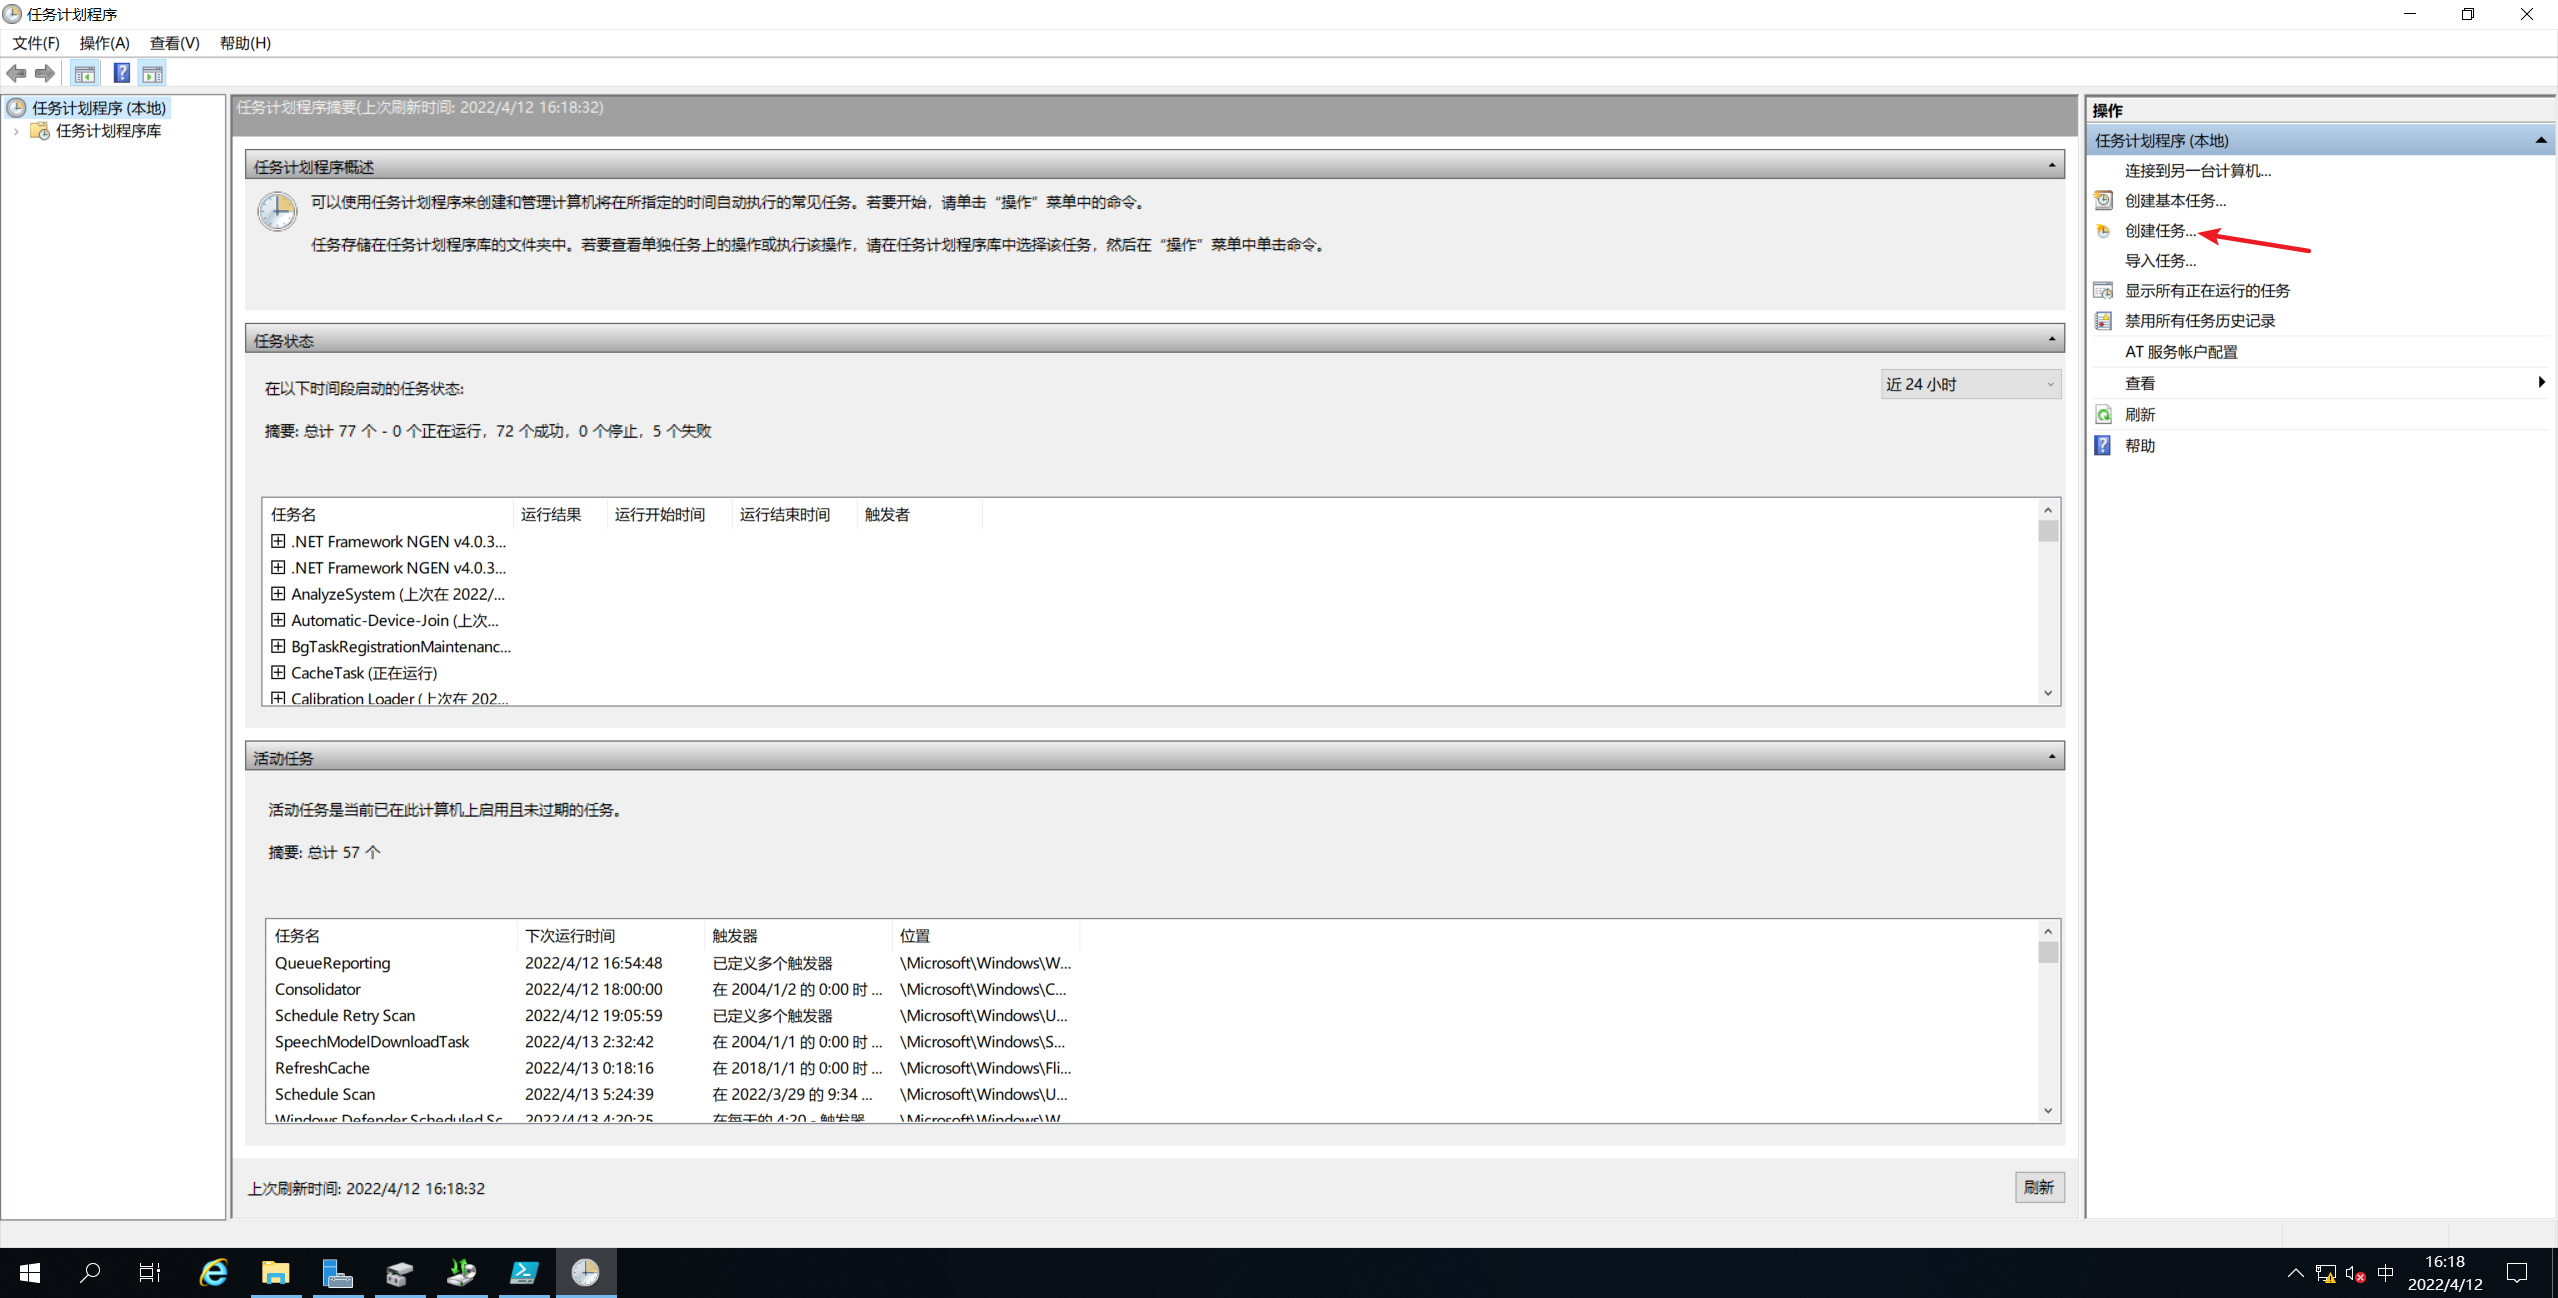 任务计划程序
文件(F) 操作(A) 查看(V) 帮助(H)
任务计划程序 (本地)
任务计划程序库
任务计划程序摘要(上次刷新时间: 2022/4/12 16:18:32)
任务计划程序概述
可以使用任务计划程序来创建和管理计算机将在所指定的时间自动执行的常见任务。若要开始，请单击“操作”菜单中的命令。
任务存储在任务计划程序库的文件夹中。若要查看单独任务上的操作或执行该操作，请在任务计划程序库中选择该任务，然后在“操作”菜单中单击命令。
任务状态
在以下时间段启动的任务状态:
近 24 小时
摘要: 总计 77 个 - 0 个正在运行，72 个成功，0 个停止，5 个失败
任务名 运行结果 运行开始时间 运行结束时间 触发者
.NET Framework NGEN v4.0.3...
.NET Framework NGEN v4.0.3...
AnalyzeSystem (上次在 2022/...
Automatic-Device-Join (上次...
BgTaskRegistrationMaintenanc...
CacheTask (正在运行)
Calibration Loader (上次在 202...
活动任务
活动任务是当前已在此计算机上启用且未过期的任务。
摘要: 总计 57 个
任务名 下次运行时间 触发器 位置
QueueReporting 2022/4/12 16:54:48 已定义多个触发器 \Microsoft\Windows\W...
Consolidator 2022/4/12 18:00:00 在 2004/1/2 的 0:00 时 ... \Microsoft\Windows\C...
Schedule Retry Scan 2022/4/12 19:05:59 已定义多个触发器 \Microsoft\Windows\U...
SpeechModelDownloadTask 2022/4/13 2:32:42 在 2004/1/1 的 0:00 时 ... \Microsoft\Windows\S...
RefreshCache 2022/4/13 0:18:16 在 2018/1/1 的 0:00 时 ... \Microsoft\Windows\Fli...
Schedule Scan 2022/4/13 5:24:39 在 2022/3/29 的 9:34 ... \Microsoft\Windows\U...
Windows Defender Scheduled Sc 2022/4/13 4:20:25 在每天的 4:20 - 触发器 \Microsoft\Windows\W
上次刷新时间: 2022/4/12 16:18:32
刷新
操作
任务计划程序 (本地)
连接到另一台计算机...
创建基本任务...
创建任务...
导入任务...
显示所有正在运行的任务
禁用所有任务历史记录
AT 服务帐户配置
查看
刷新
帮助
中
16:18
2022/4/12